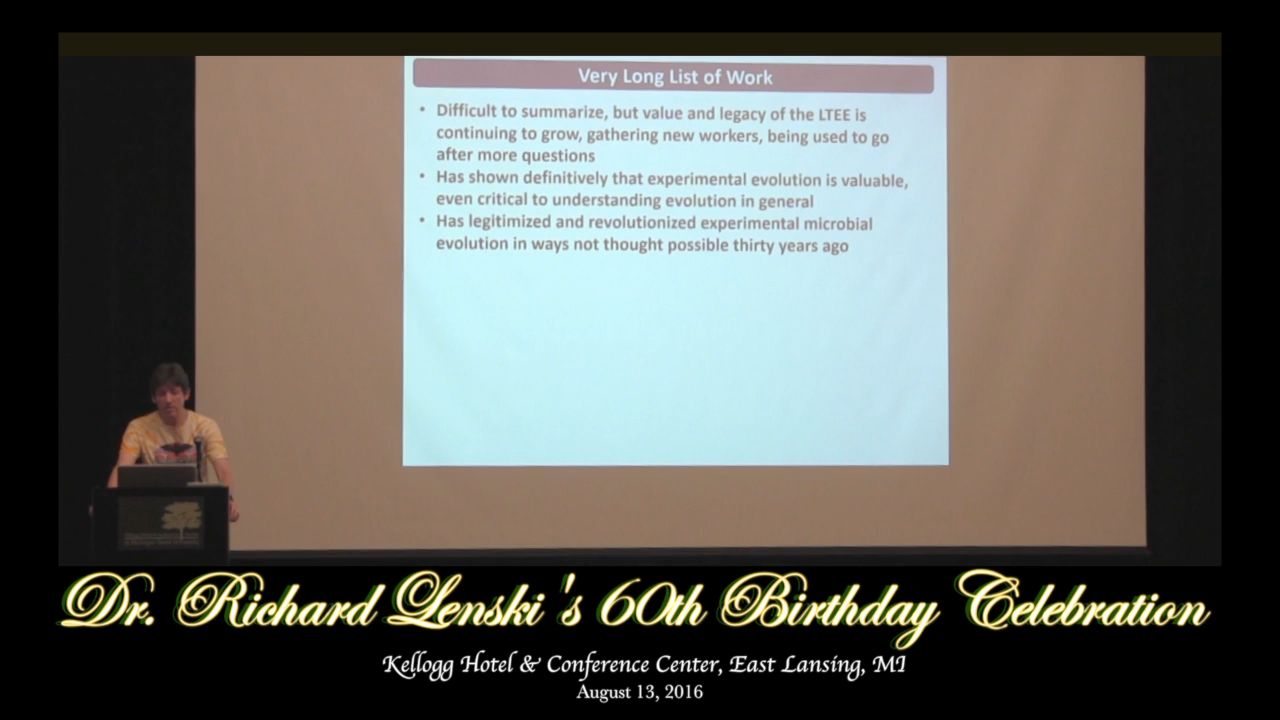 Very Long List of Work
• Difficult to summarize, but value and legacy of the LTEE is
continuing to grow, gathering new workers, being used to go
after more questions
• Has shown definitively that experimental evolution is valuable,
even critical to understanding evolution in general
• Has legitimized and revolutionized experimental microbial
evolution in ways not thought possible thirty years ago
Dr. Richard Lenski's 60th Birthday Celebration
Kellogg Hotel & Conference Center, East Lansing, MI
August 13, 2016